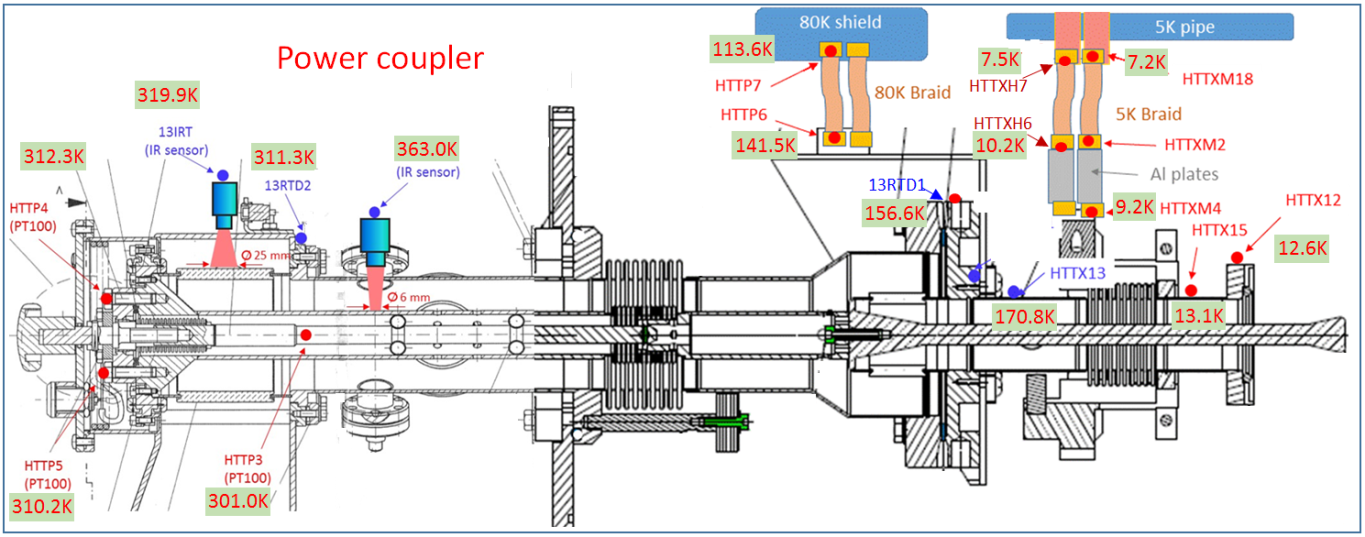 Power coupler
80K shield
5K pipe
113.6K
HTTP7
80K Braid
HTTP6
141.5K
7.5K
HTTXH7
7.2K
HTTXM18
HTTXH6
10.2K
5K Braid
HTTXM2
Al plates
9.2K
HTTXM4
HTTX12
12.6K
HTTX15
13.1K
HTTX13
170.8K
13RTD1
156.6K
319.9K
13IRT
(IR sensor)
312.3K
311.3K
13RTD2
363.0K
(IR sensor)
A
HTTP4
(PT100)
Ø 25 mm
Ø 6 mm
HTTP5
(PT100)
310.2K
HTTP3
(PT100)
301.0K